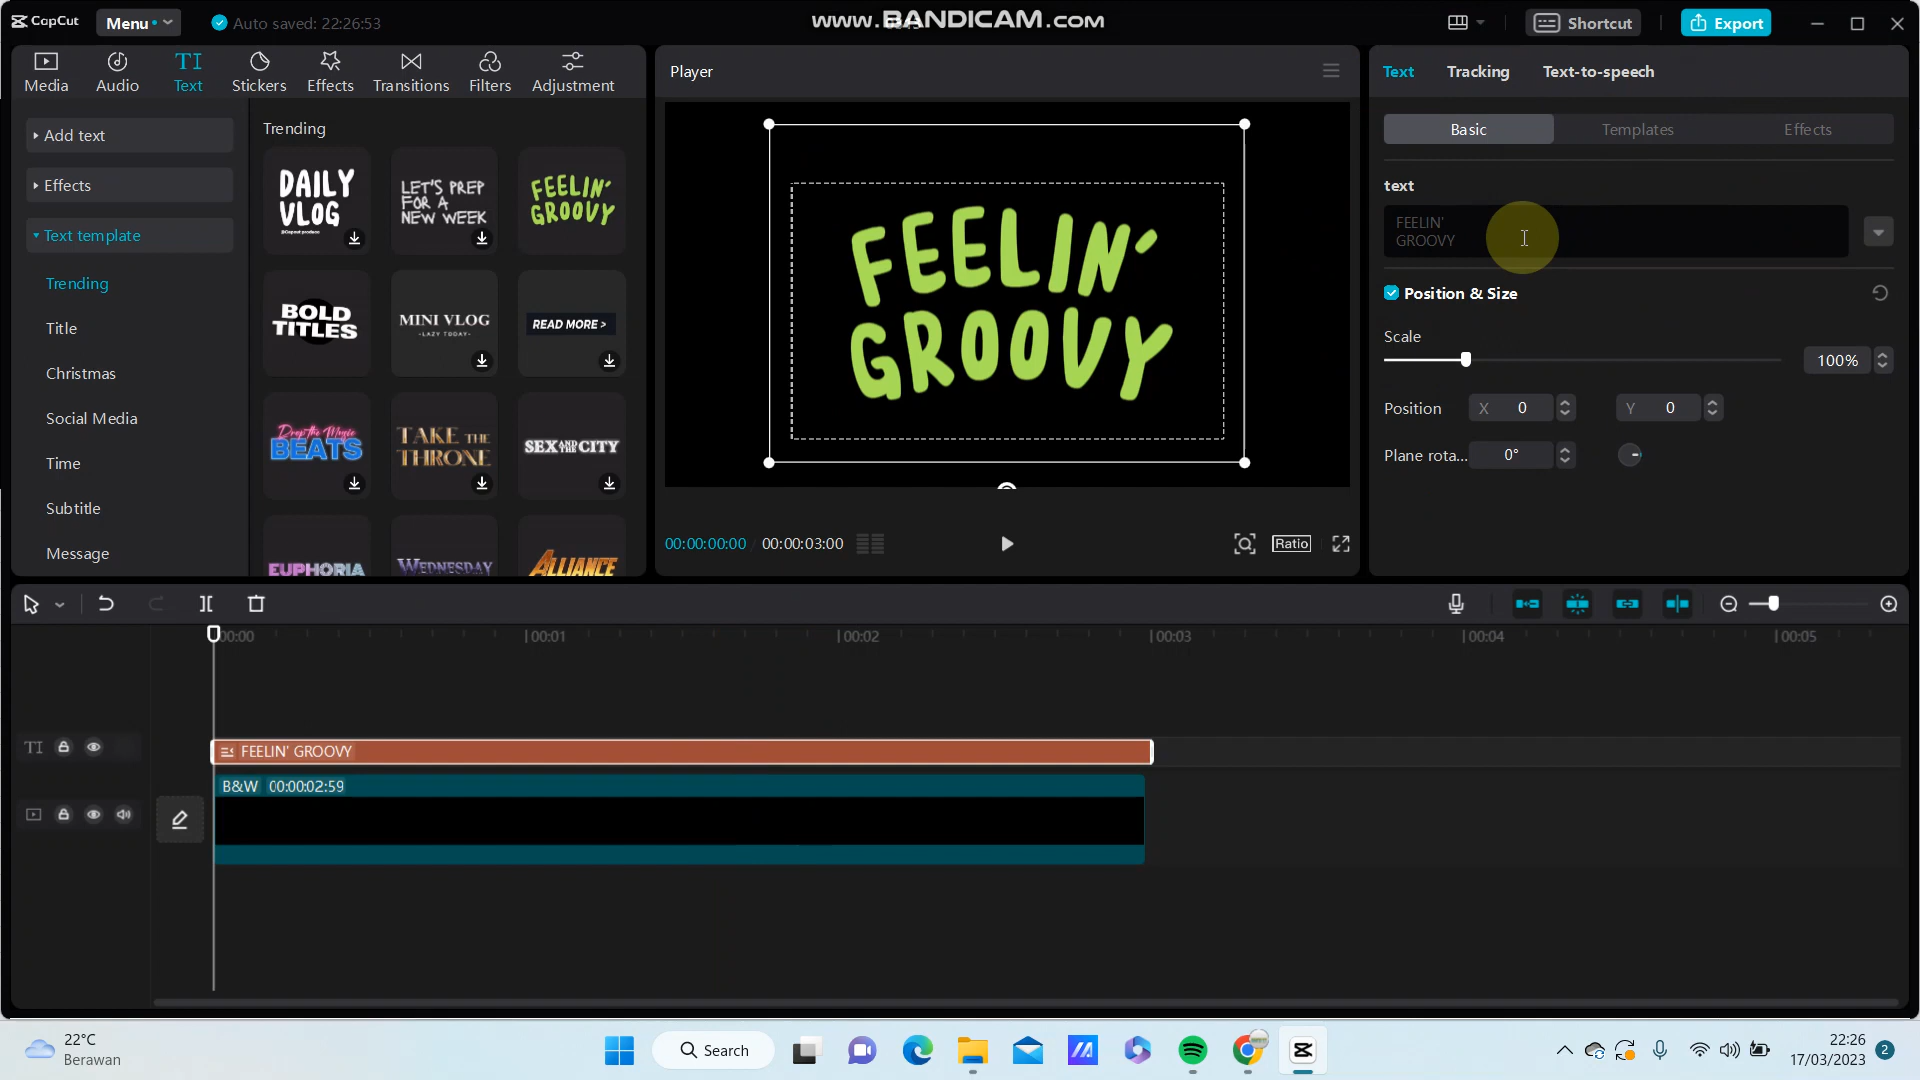 CapCut
Menu
Auto saved: 22:26:53
www.BANDICAM.com
Shortcut
Export
Media
Audio
Text
Stickers
Effects
Transitions
Filters
Adjustment
Add text
Effects
Text template
Trending
Title
Christmas
Social Media
Time
Subtitle
Message
Trending
DAILY
VLOG
@Capcut produce
LET'S PREP
FOR A
NEW WEEK
FEELIN'
GROOVY
BOLD
TITLES
MINI VLOG
-LAZY TODAY-
READ MORE >
Drop the Music
BEATS
TAKE THE
THRONE
SEX AND THE CITY
EUPHORIA
WEDNESDAY
ALLIANCE
Player
FEELIN'
GROOVY
00:00:00:00
00:00:03:00
Ratio
Text
Tracking
Text-to-speech
Basic
Templates
Effects
text
FEELIN'
GROOVY
Position & Size
Scale
100%
Position
X 0
Y 0
Plane rota...
0°
00:00
00:01
00:02
00:03
00:04
00:05
TI
FEELIN' GROOVY
B&W 00:00:02:59
22°C
Berawan
Search
22:26
17/03/2023
2